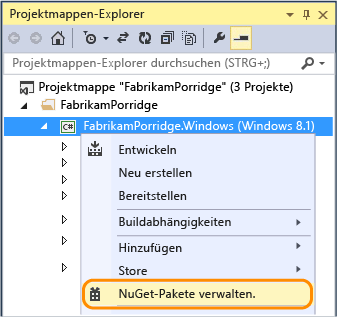 Projektmappen-Explorer
Projektmappen-Explorer durchsuchen (STRG+;)
Projektmappe "FabrikamPorridge" (3 Projekte)
FabrikamPorridge
C# FabrikamPorridge.Windows (Windows 8.1)
Entwickeln
Neu erstellen
Bereitstellen
Buildabhängigkeiten
Hinzufügen
Store
NuGet-Pakete verwalten.